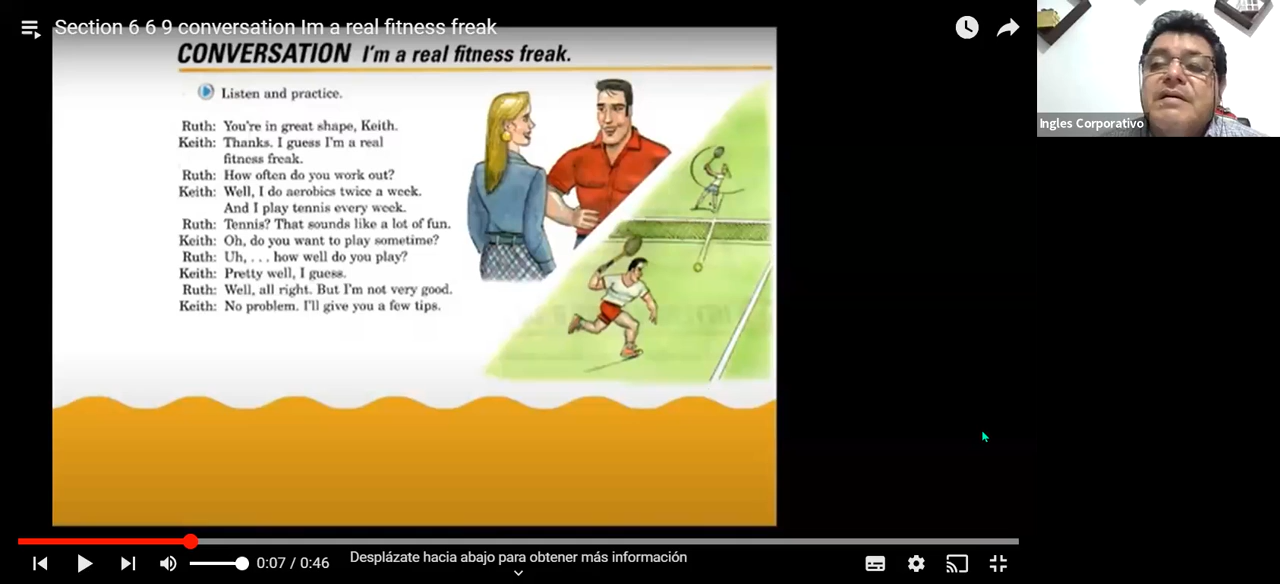 Section 6 6 9 conversation Im a real fitness freak
CONVERSATION I'm a real fitness freak.
Listen and practice.
Ruth: You're in great shape, Keith.
Keith: Thanks. I guess I'm a real
fitness freak.
Ruth: How often do you work out?
Keith: Well, I do aerobics twice a week.
And I play tennis every week.
Ruth: Tennis? That sounds like a lot of fun.
Keith: Oh, do you want to play sometime?
Ruth: Uh, . . . how well do you play?
Keith: Pretty well, I guess.
Ruth: Well, all right. But I'm not very good.
Keith: No problem. I'll give you a few tips.
Ingles Corporativo
0:07 / 0:46
Desplázate hacia abajo para obtener más información